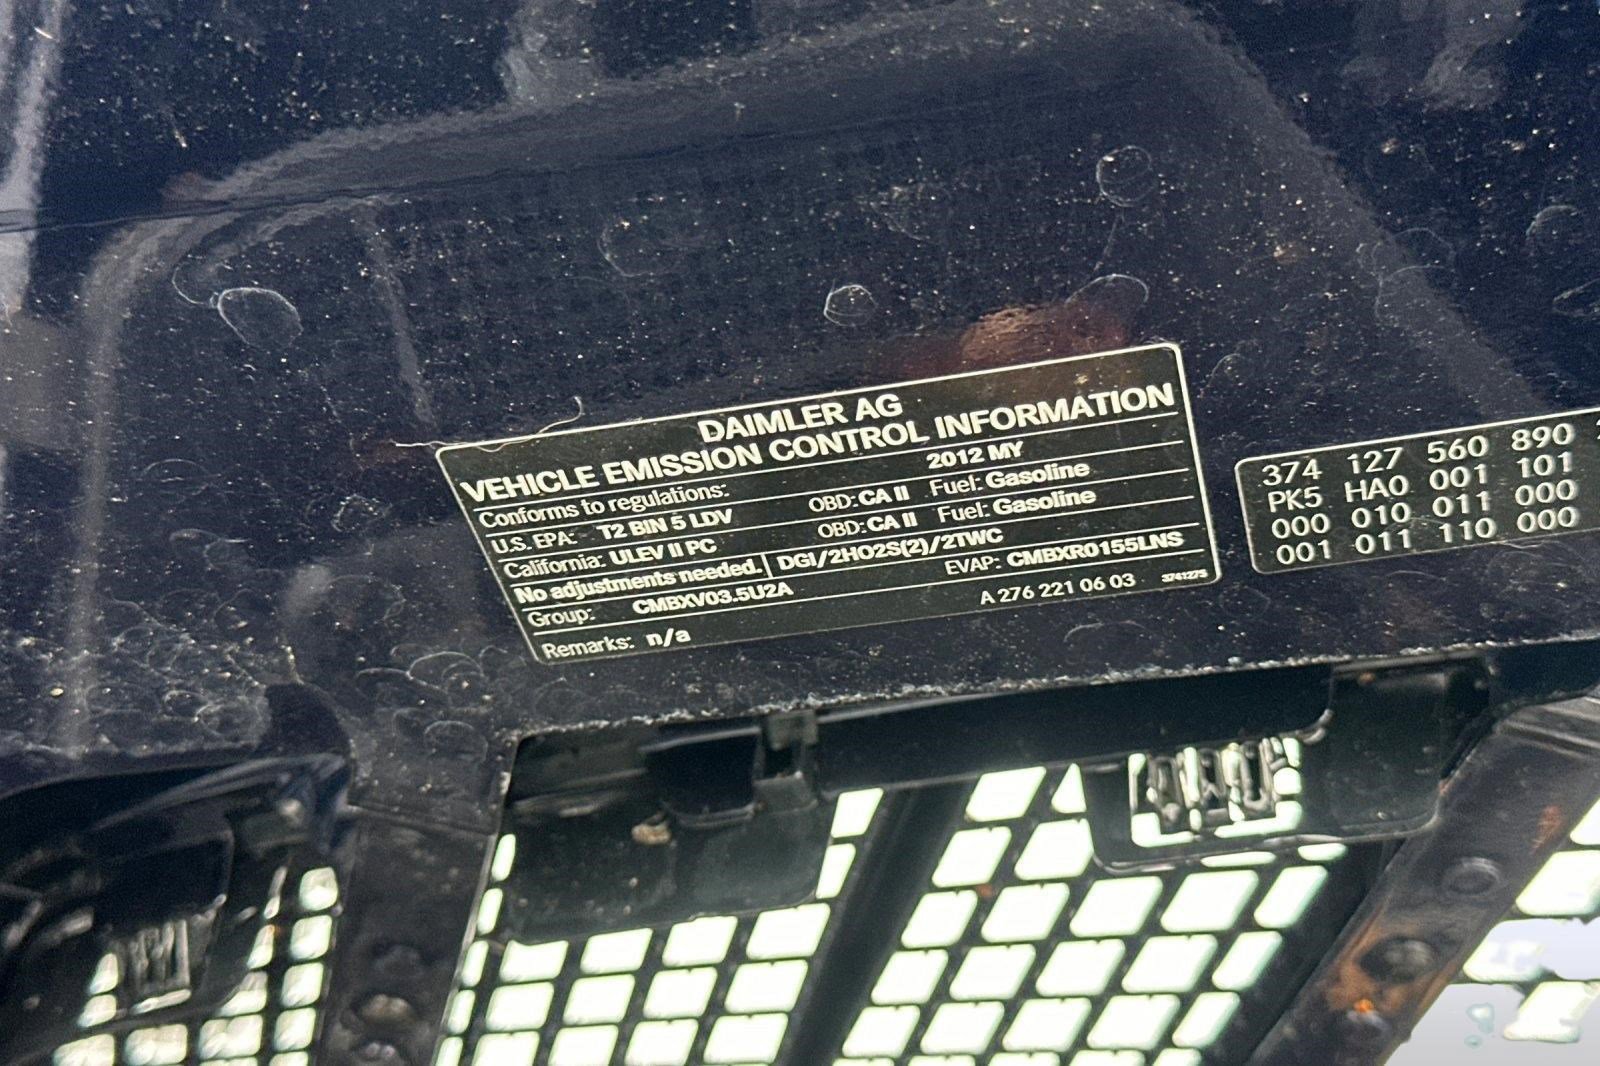 DAIMLER AG
VEHICLE EMISSION CONTROL INFORMATION
Conforms to regulations: 2012 MY
U.S. EPA: T2 BIN 5 LDV OBD: CA II Fuel: Gasoline
California: ULEV II PC OBD: CA II Fuel: Gasoline
No adjustments needed. DGI/2HO2S(2)/2TWC
Group: CMBXV03.5U2A EVAP: CMBXR0155LNS
Remarks: n/a A 276 221 06 03 3741275
374 127 560 890
PK5 HA0 001 101
000 010 011 000
001 011 110 000